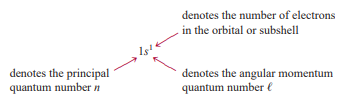 denotes the number of electrons
in the orbital or subshell
1s¹
denotes the principal
quantum number n
denotes the angular momentum
quantum number ℓ